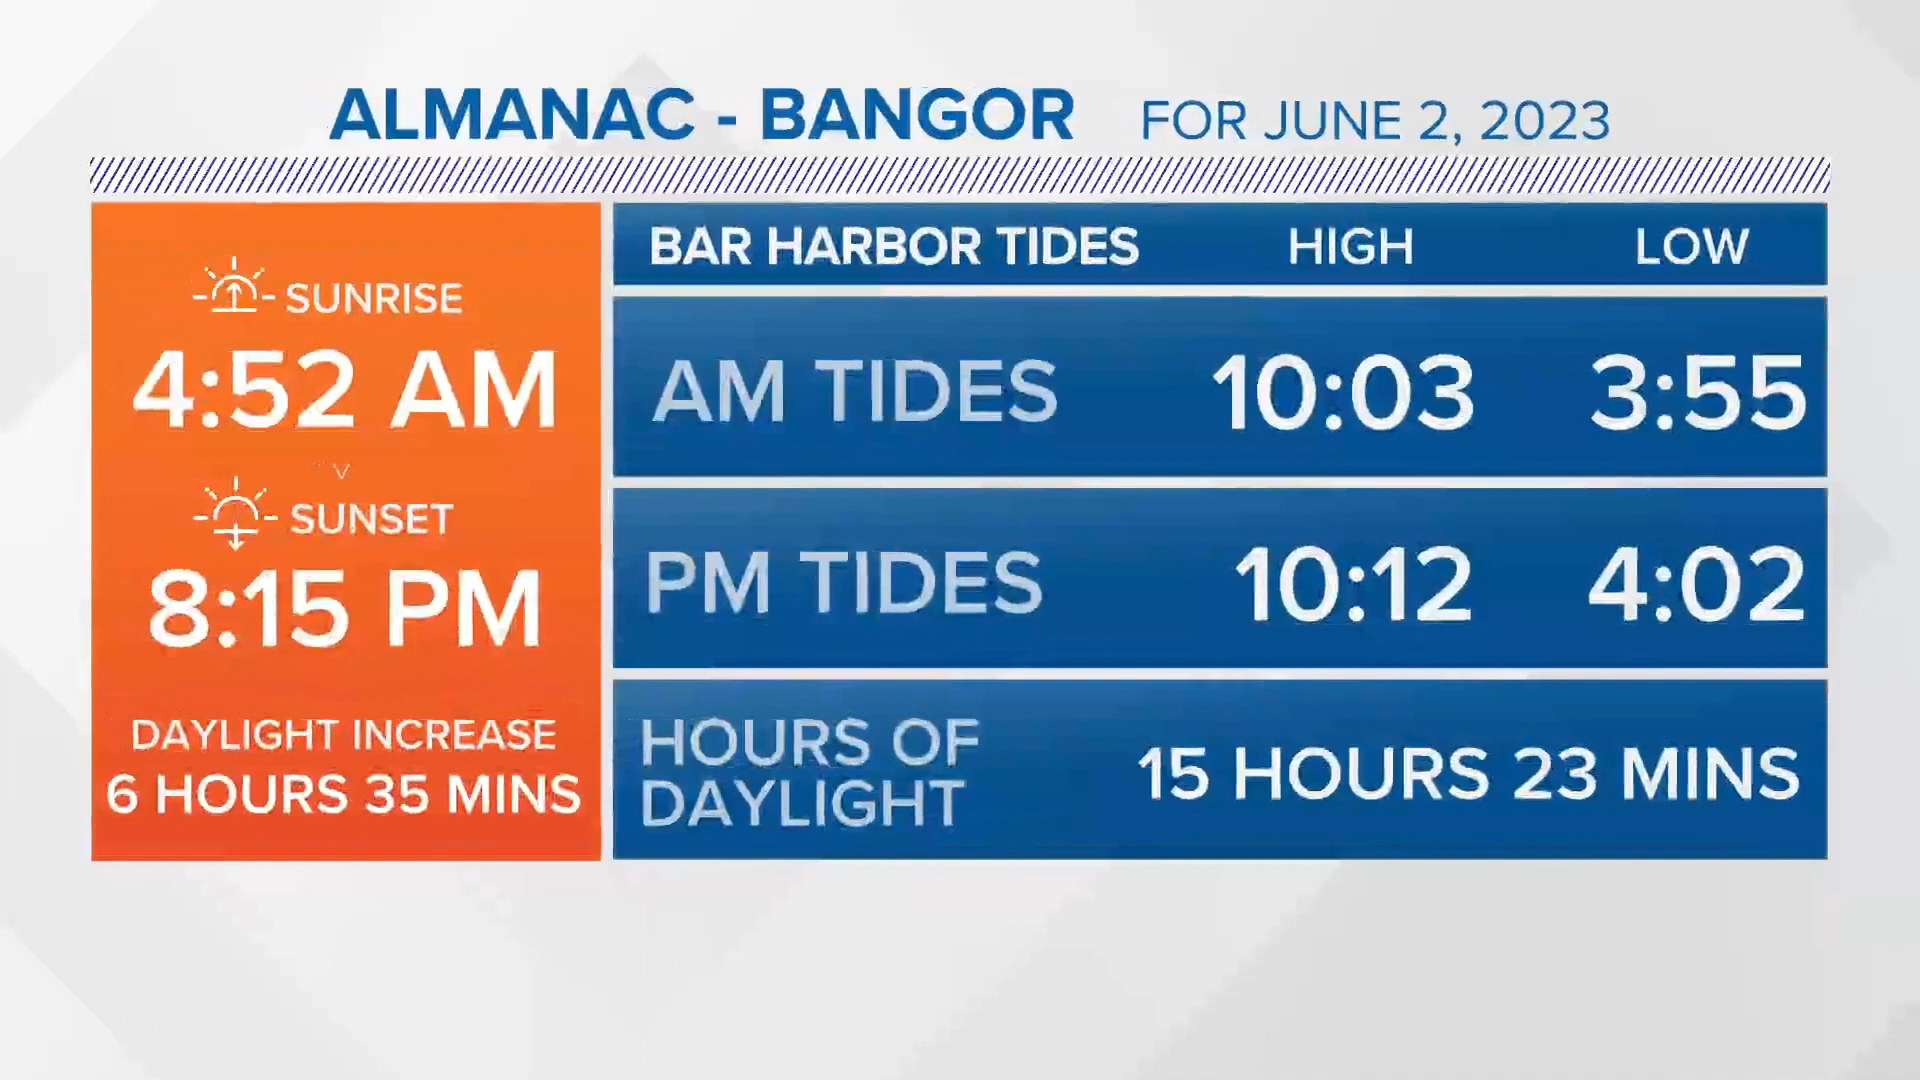 ALMANAC - BANGOR FOR JUNE 2, 2023
SUNRISE
4:52 AM
SUNSET
8:15 PM
DAYLIGHT INCREASE
6 HOURS 35 MINS
BAR HARBOR TIDES HIGH LOW
AM TIDES 10:03 3:55
PM TIDES 10:12 4:02
HOURS OF
DAYLIGHT
15 HOURS 23 MINS